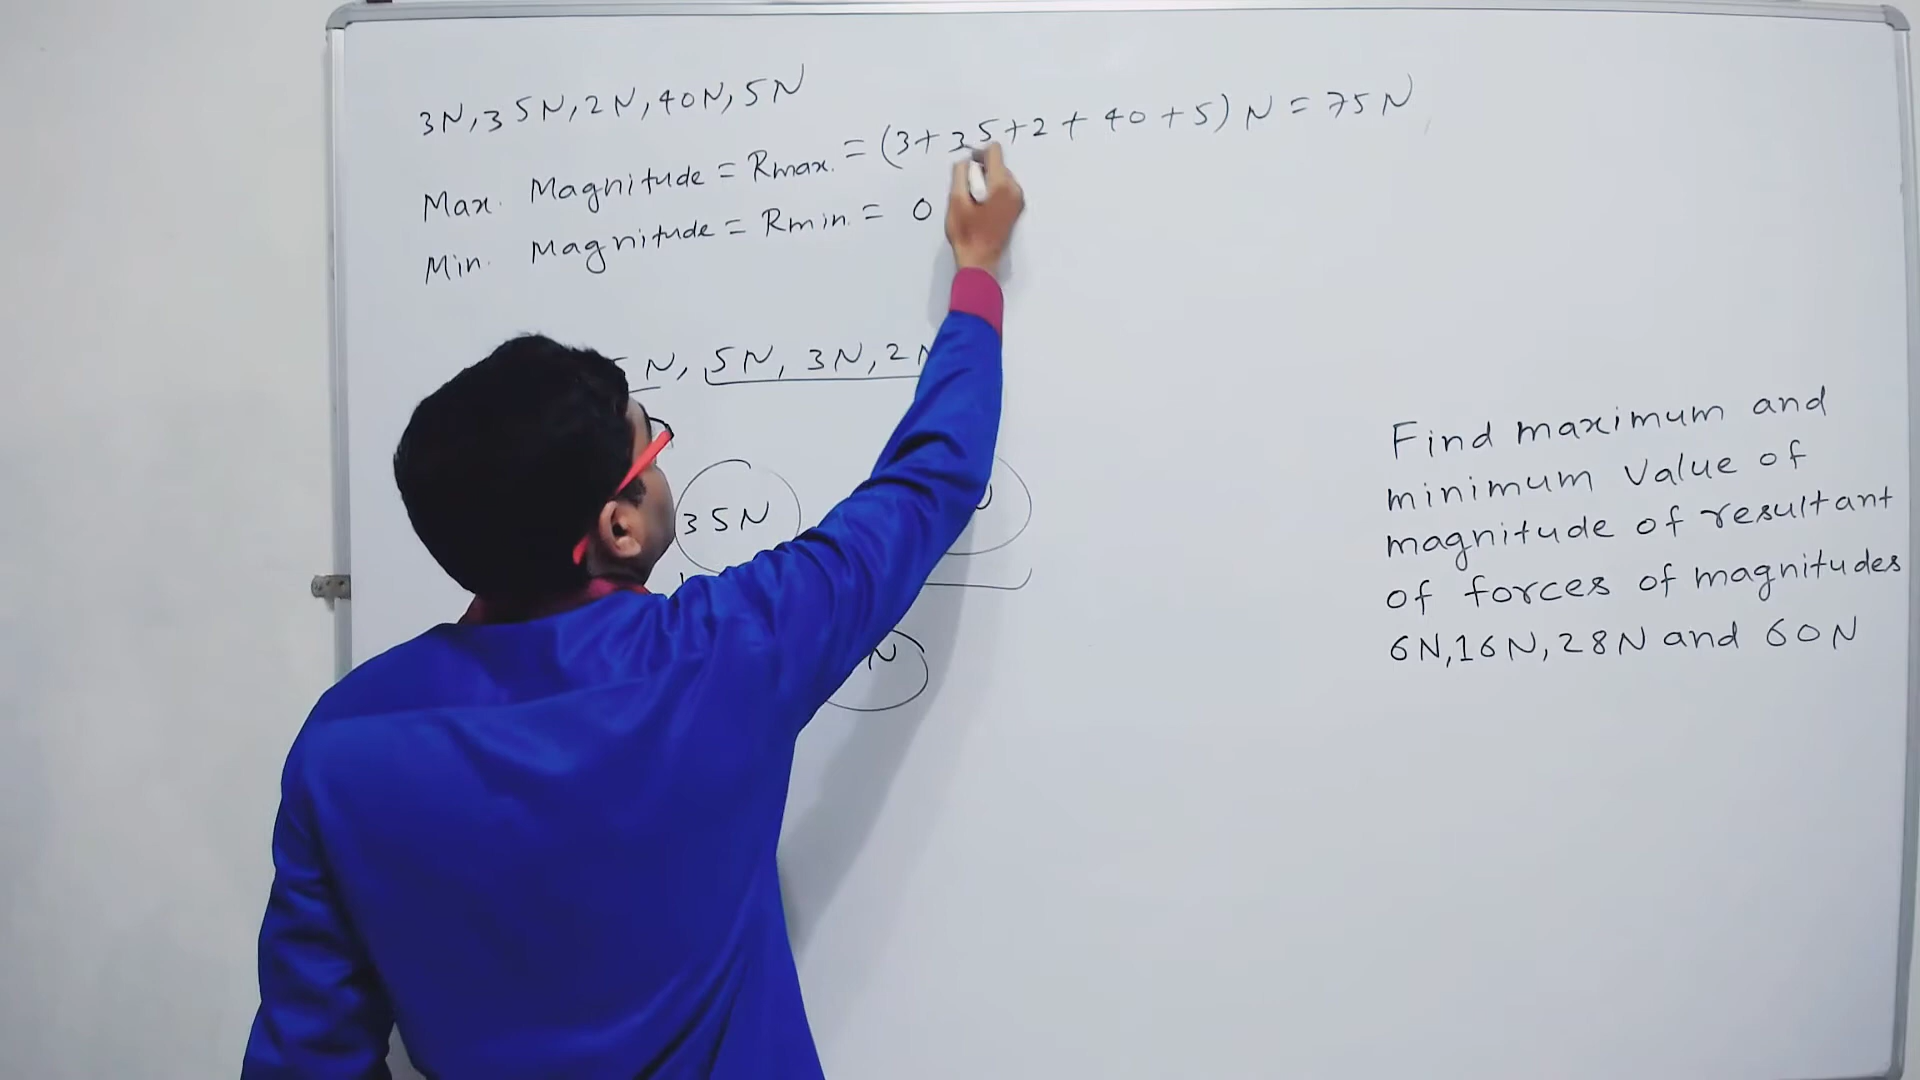 3N,35N,2N,40N,5N
Max. Magnitude = Rmax. = (3+35+2+40+5) N = 75 N
Min. Magnitude = Rmin. = 0
N, 5N, 3N, 2N
35N
N
Find maximum and
minimum value of
magnitude of resultant
of forces of magnitudes
6N,16N,28N and 60N